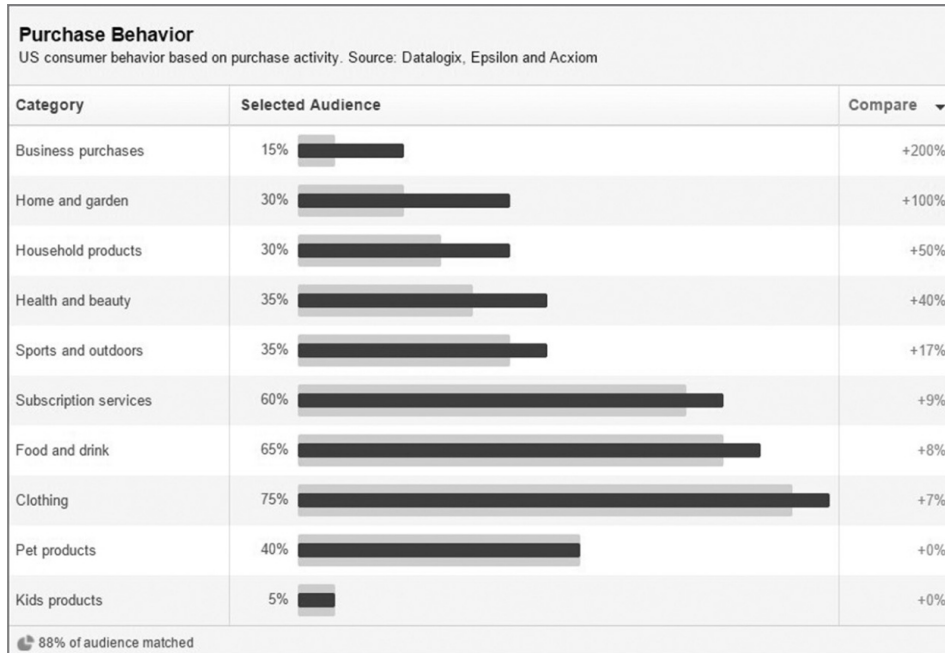 Purchase Behavior
US consumer behavior based on purchase activity. Source: Datalogix, Epsilon and Acxiom
Category Selected Audience Compare
Business purchases 15% +200%
Home and garden 30% +100%
Household products 30% +50%
Health and beauty 35% +40%
Sports and outdoors 35% +17%
Subscription services 60% +9%
Food and drink 65% +8%
Clothing 75% +7%
Pet products 40% +0%
Kids products 5% +0%
88% of audience matched